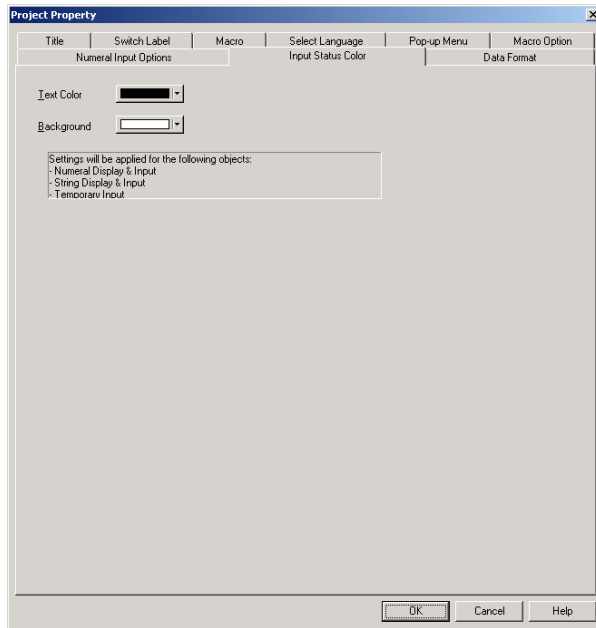 Project Property
Title Switch Label Macro Select Language Pop-up Menu Macro Option
Numeral Input Options Input Status Color Data Format
Text Color
Background
Settings will be applied for the following objects:
- Numeral Display & Input
- String Display & Input
- Temporary Input
OK Cancel Help